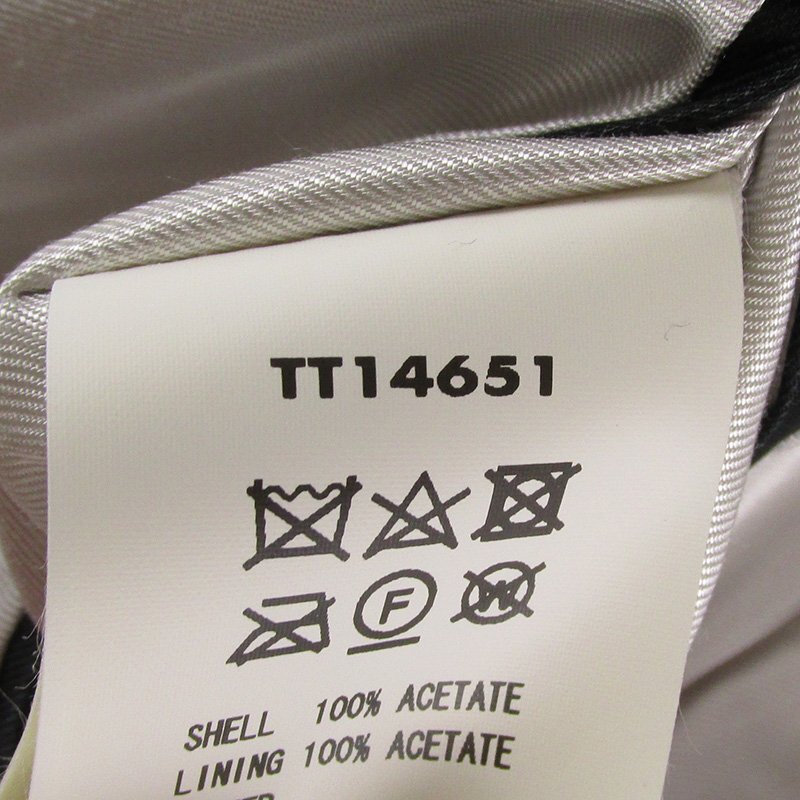 TT14651
F
W
SHELL 100% ACETATE
LINING 100% ACETATE